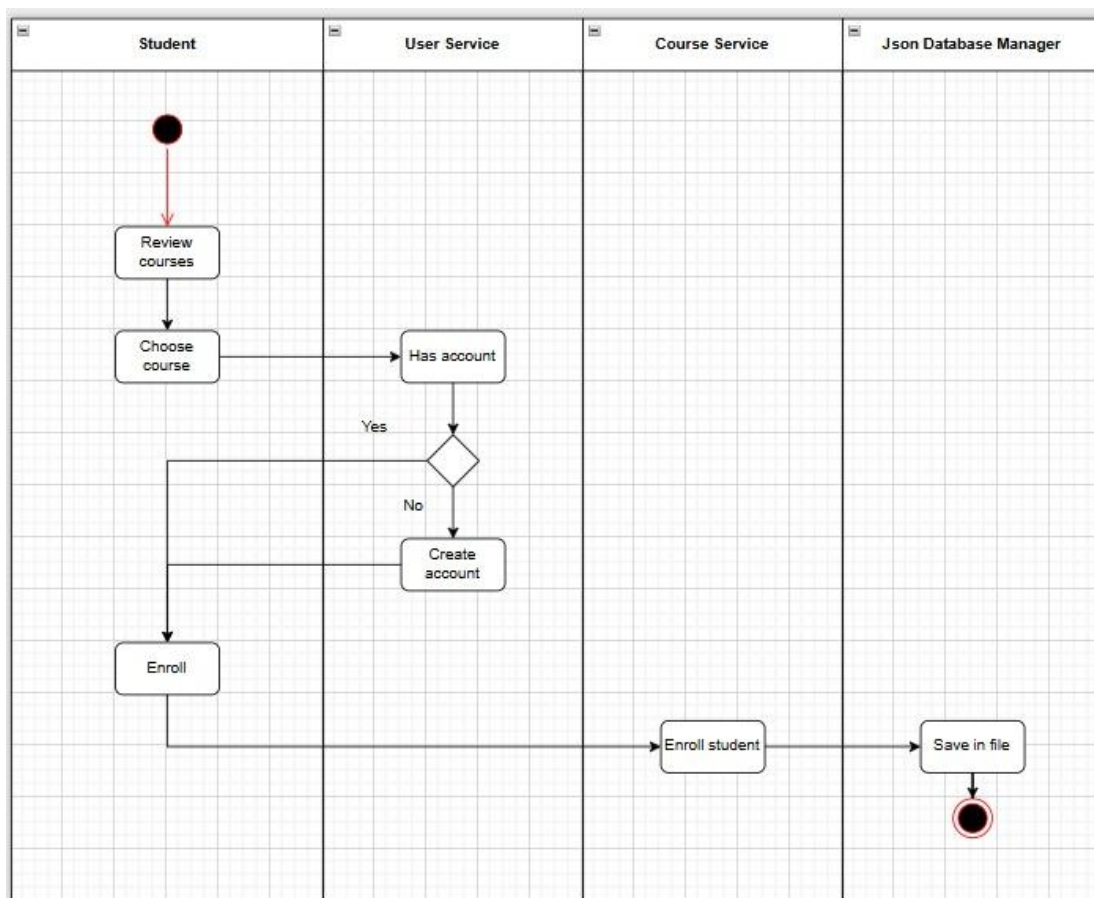 Student
User Service
Course Service
Json Database Manager
Review
courses
Choose
course
Has account
Yes
No
Create
account
Enroll
Enroll student
Save in file